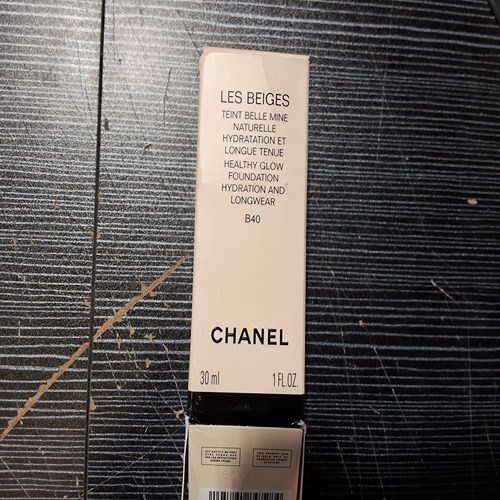 LES BEIGES
TEINT BELLE MINE
NATURELLE
HYDRATATION ET
LONGUE TENUE
HEALTHY GLOW
FOUNDATION
HYDRATION AND
LONGWEAR
B40
CHANEL
30 ml 1 FL.OZ.